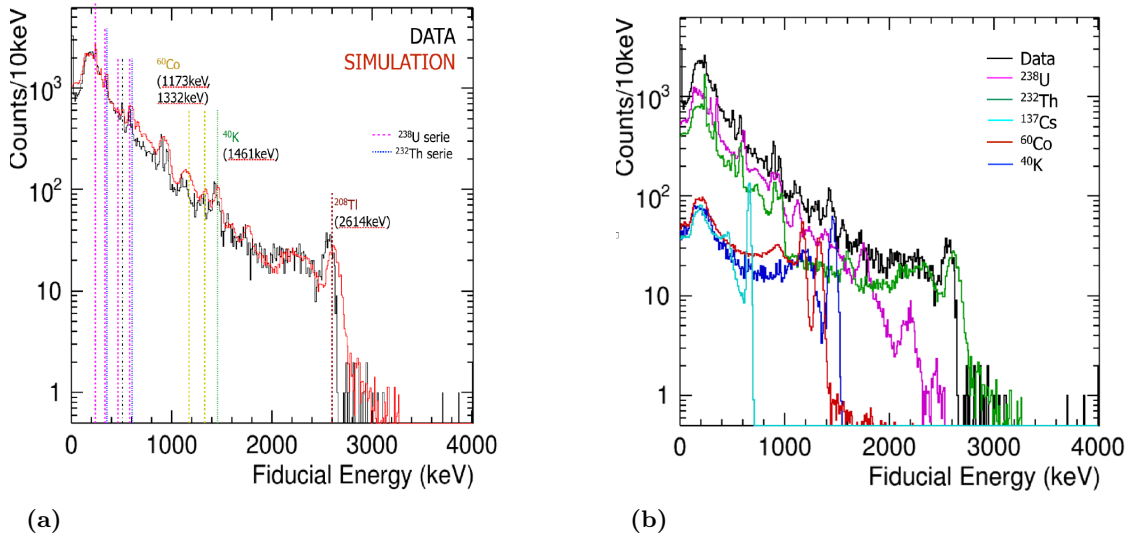 DATA
SIMULATION
60Co
(1173keV,
1332keV)
40K
(1461keV)
238U serie
232Th serie
208Tl
(2614keV)
Counts/10keV
10³
10²
10
1
0
1000
2000
3000
4000
Fiducial Energy (keV)
(a)
Data
238U
232Th
137Cs
60Co
40K
Counts/10keV
10³
10²
10
1
0
1000
2000
3000
4000
Fiducial Energy (keV)
(b)